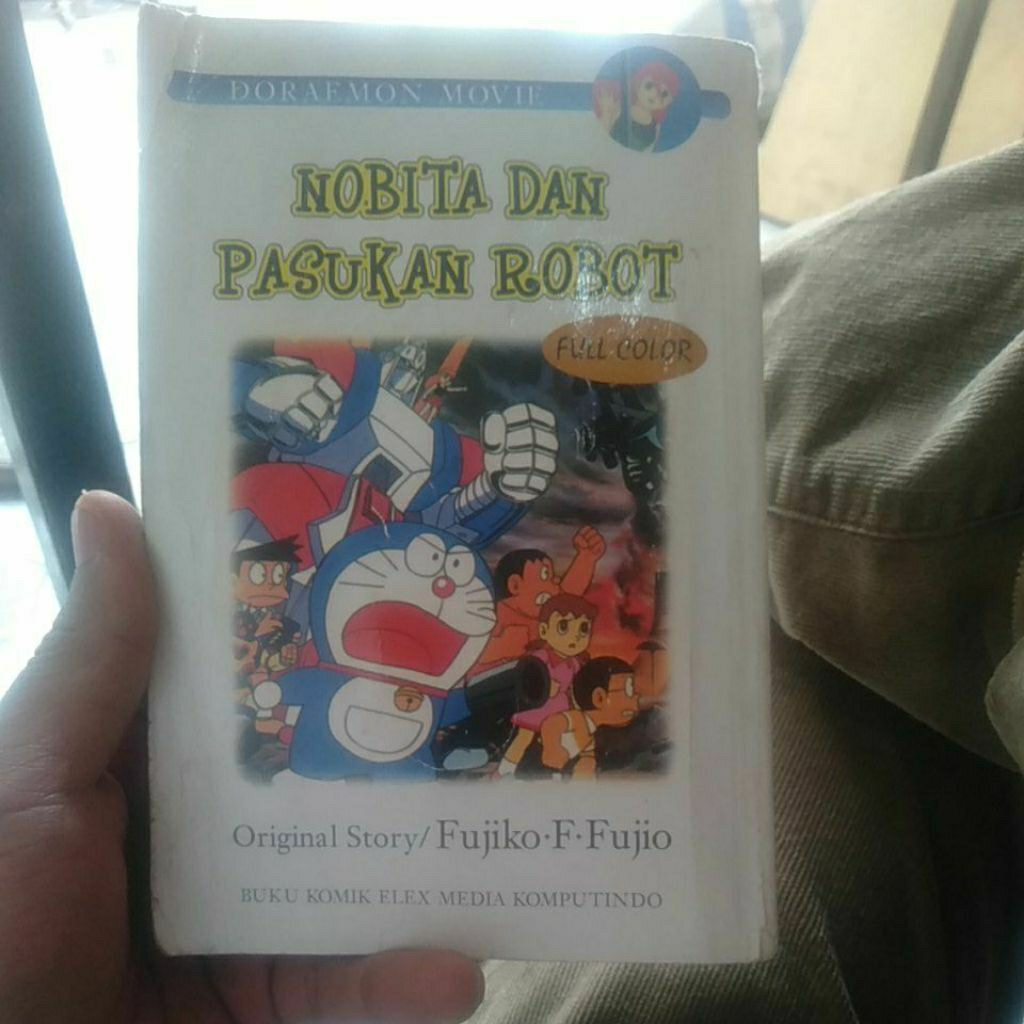 DORAEMON MOVIE
NOBITA DAN
PASUKAN ROBOT
FULL COLOR
Original Story/ Fujiko·F·Fujio
BUKU KOMIK ELEX MEDIA KOMPUTINDO